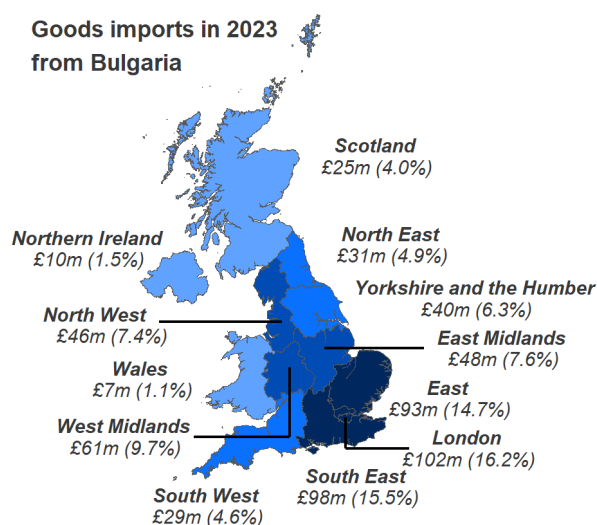 Goods imports in 2023
from Bulgaria
Scotland
£25m (4.0%)
Northern Ireland
£10m (1.5%)
North East
£31m (4.9%)
Yorkshire and the Humber
£40m (6.3%)
North West
£46m (7.4%)
East Midlands
£48m (7.6%)
Wales
£7m (1.1%)
East
£93m (14.7%)
West Midlands
£61m (9.7%)
London
£102m (16.2%)
South East
£98m (15.5%)
South West
£29m (4.6%)